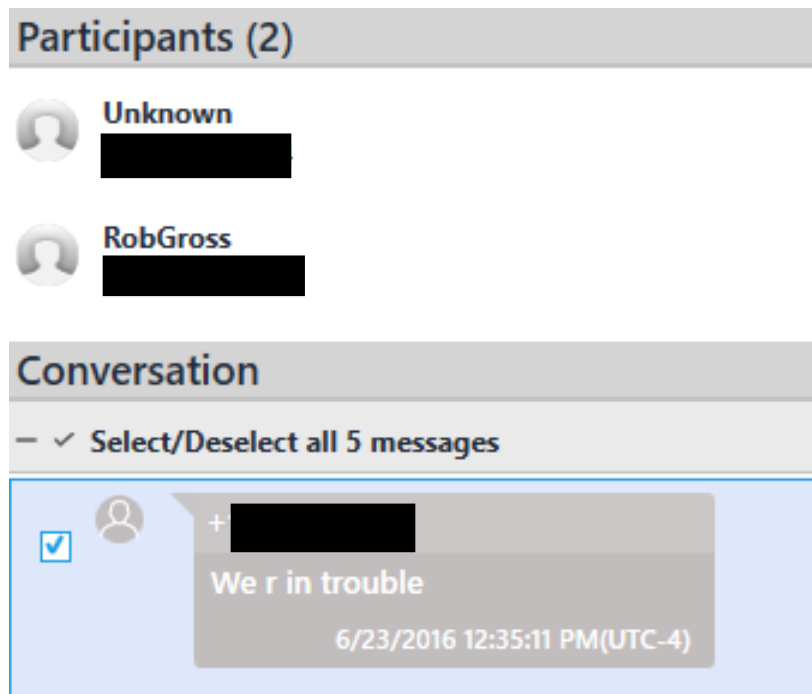 Participants (2)
Unknown
RobGross
Conversation
Select/Deselect all 5 messages
+
We r in trouble
6/23/2016 12:35:11 PM(UTC-4)